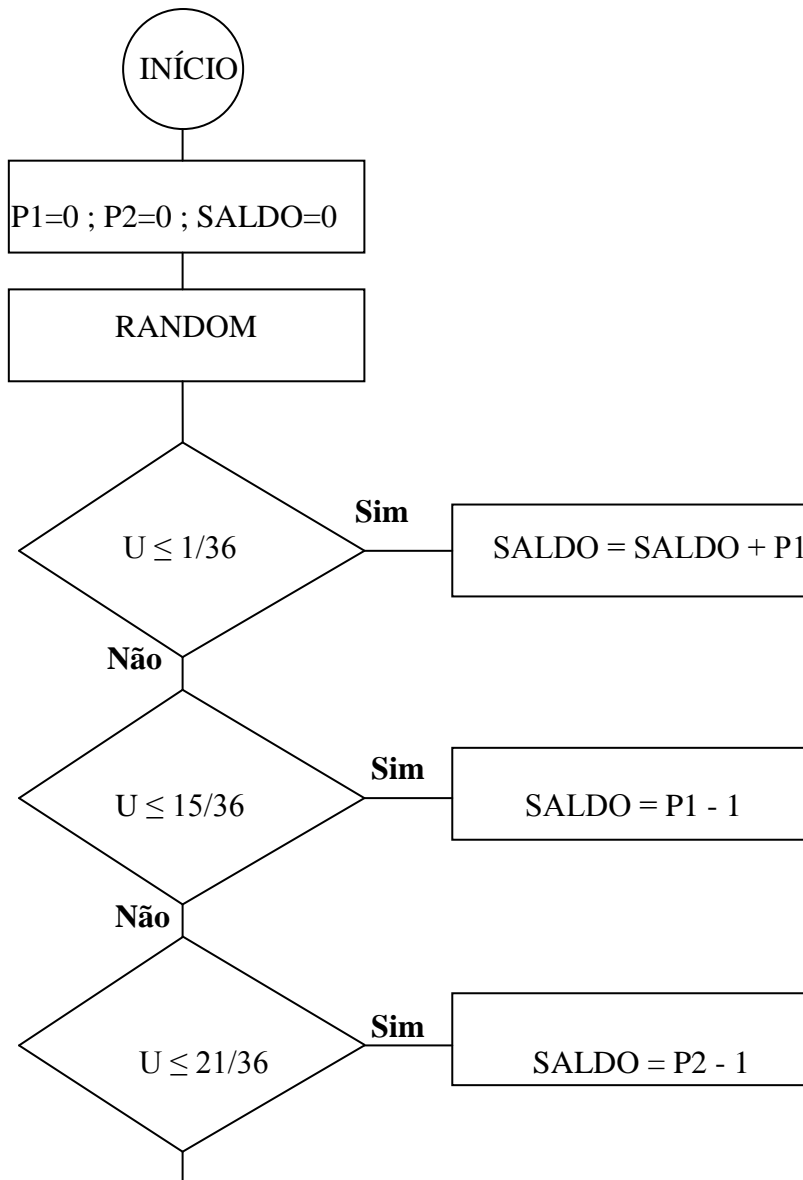 INÍCIO
P1=0 ; P2=0 ; SALDO=0
RANDOM
U ≤ 1/36
Sim
SALDO = SALDO + P1
Não
U ≤ 15/36
Sim
SALDO = P1 - 1
Não
U ≤ 21/36
Sim
SALDO = P2 - 1